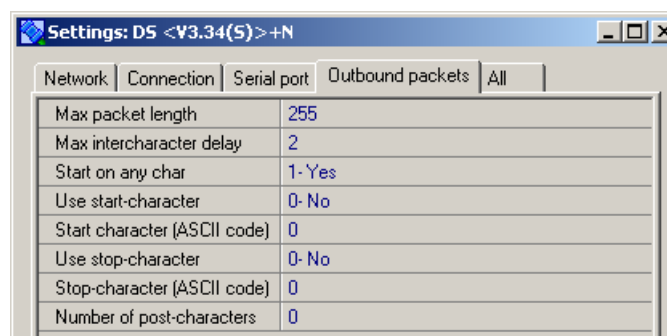 Settings: DS <V3.34(S)>+N
Network Connection Serial port Outbound packets All
Max packet length 255
Max intercharacter delay 2
Start on any char 1- Yes
Use start-character 0- No
Start character (ASCII code) 0
Use stop-character 0- No
Stop-character (ASCII code) 0
Number of post-characters 0